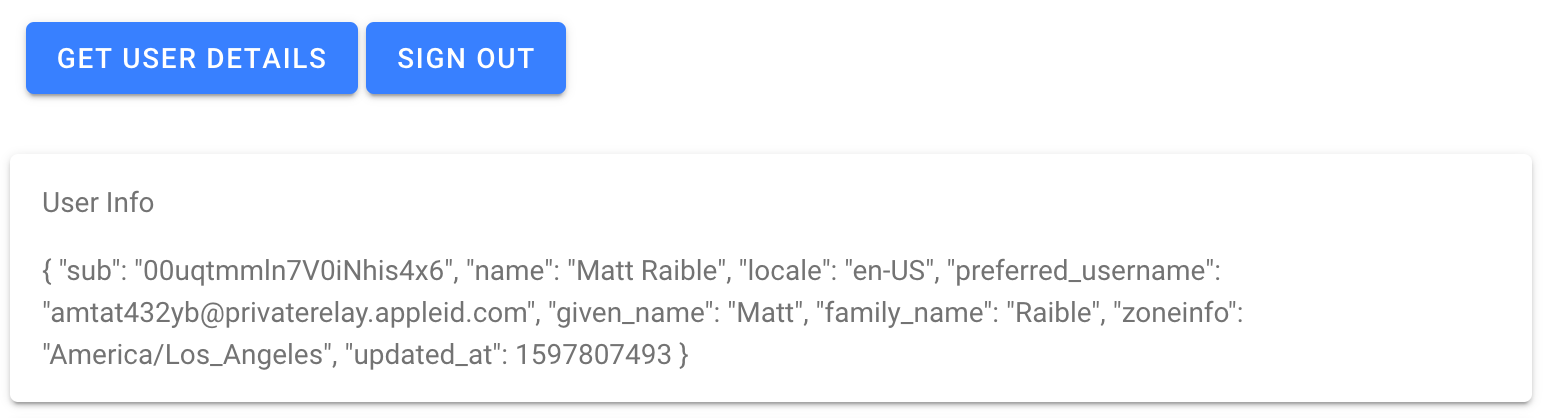 GET USER DETAILS SIGN OUT
User Info
{ "sub": "00uqtmmln7V0iNhis4x6", "name": "Matt Raible", "locale": "en-US", "preferred_username":
"amtat432yb@privaterelay.appleid.com", "given_name": "Matt", "family_name": "Raible", "zoneinfo":
"America/Los_Angeles", "updated_at": 1597807493 }